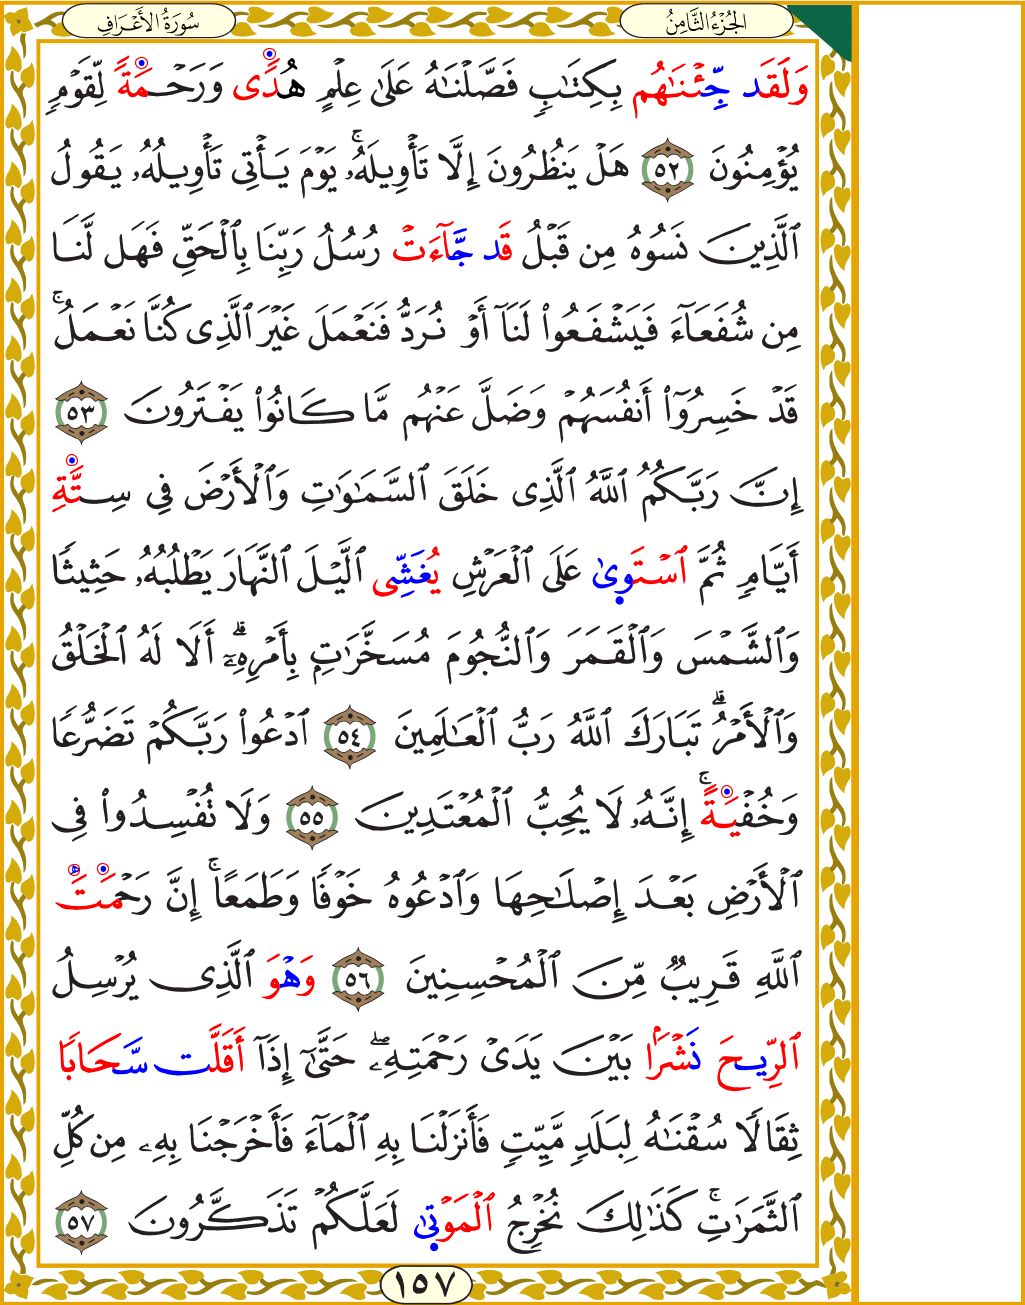 الجُزْءُ الثَّامِنُ
سُورَةُ الأَعْرَافِ
وَلَقَد جِّئْنَٰهُم بِكِتَٰبٖ فَصَّلْنَٰهُ عَلَىٰ عِلْمٍ هُدٗى وَرَحْمَةٗ لِّقَوْمٖ
يُؤْمِنُونَ ٥٢ هَلْ يَنظُرُونَ إِلَّا تَأْوِيلَهُۥۚ يَوْمَ يَأْتِى تَأْوِيلُهُۥ يَقُولُ
ٱلَّذِينَ نَسُوهُ مِن قَبْلُ قَد جَّآءَتْ رُسُلُ رَبِّنَا بِٱلْحَقِّ فَهَل لَّنَا
مِن شُفَعَآءَ فَيَشْفَعُوا۟ لَنَآ أَوْ نُرَدُّ فَنَعْمَلَ غَيْرَ ٱلَّذِى كُنَّا نَعْمَلُۚ
قَدْ خَسِرُوٓا۟ أَنفُسَهُمْ وَضَلَّ عَنْهُم مَّا كَانُوا۟ يَفْتَرُونَ ٥٣
إِنَّ رَبَّكُمُ ٱللَّهُ ٱلَّذِى خَلَقَ ٱلسَّمَٰوَٰتِ وَٱلْأَرْضَ فِى سِتَّةِ
أَيَّامٖ ثُمَّ ٱسْتَوىٰ عَلَى ٱلْعَرْشِ يُغَشِّى ٱلَّيْلَ ٱلنَّهَارَ يَطْلُبُهُۥ حَثِيثٗا
وَٱلشَّمْسَ وَٱلْقَمَرَ وَٱلنُّجُومَ مُسَخَّرَٰتِۭ بِأَمْرِهِۦٓۗ أَلَا لَهُ ٱلْخَلْقُ
وَٱلْأَمْرُۗ تَبَارَكَ ٱللَّهُ رَبُّ ٱلْعَٰلَمِينَ ٥٤ ٱدْعُوا۟ رَبَّكُمْ تَضَرُّعٗا
وَخُفْيَةًۚ إِنَّهُۥ لَا يُحِبُّ ٱلْمُعْتَدِينَ ٥٥ وَلَا تُفْسِدُوا۟ فِى
ٱلْأَرْضِ بَعْدَ إِصْلَٰحِهَا وَٱدْعُوهُ خَوْفٗا وَطَمَعًاۚ إِنَّ رَحْمَتَ
ٱللَّهِ قَرِيبٞ مِّنَ ٱلْمُحْسِنِينَ ٥٦ وَهْوَ ٱلَّذِى يُرْسِلُ
ٱلرِّيحَ نَشْرَۢا بَيْنَ يَدَىْ رَحْمَتِهِۦۖ حَتَّىٰٓ إِذَآ أَقَلَّت سَّحَابٗا
ثِقَالٗا سُقْنَٰهُ لِبَلَدٖ مَّيِّتٖ فَأَنزَلْنَا بِهِ ٱلْمَآءَ فَأَخْرَجْنَا بِهِۦ مِن كُلِّ
ٱلثَّمَرَٰتِۚ كَذَٰلِكَ نُخْرِجُ ٱلْمَوْتىٰ لَعَلَّكُمْ تَذَكَّرُونَ ٥٧
١٥٧